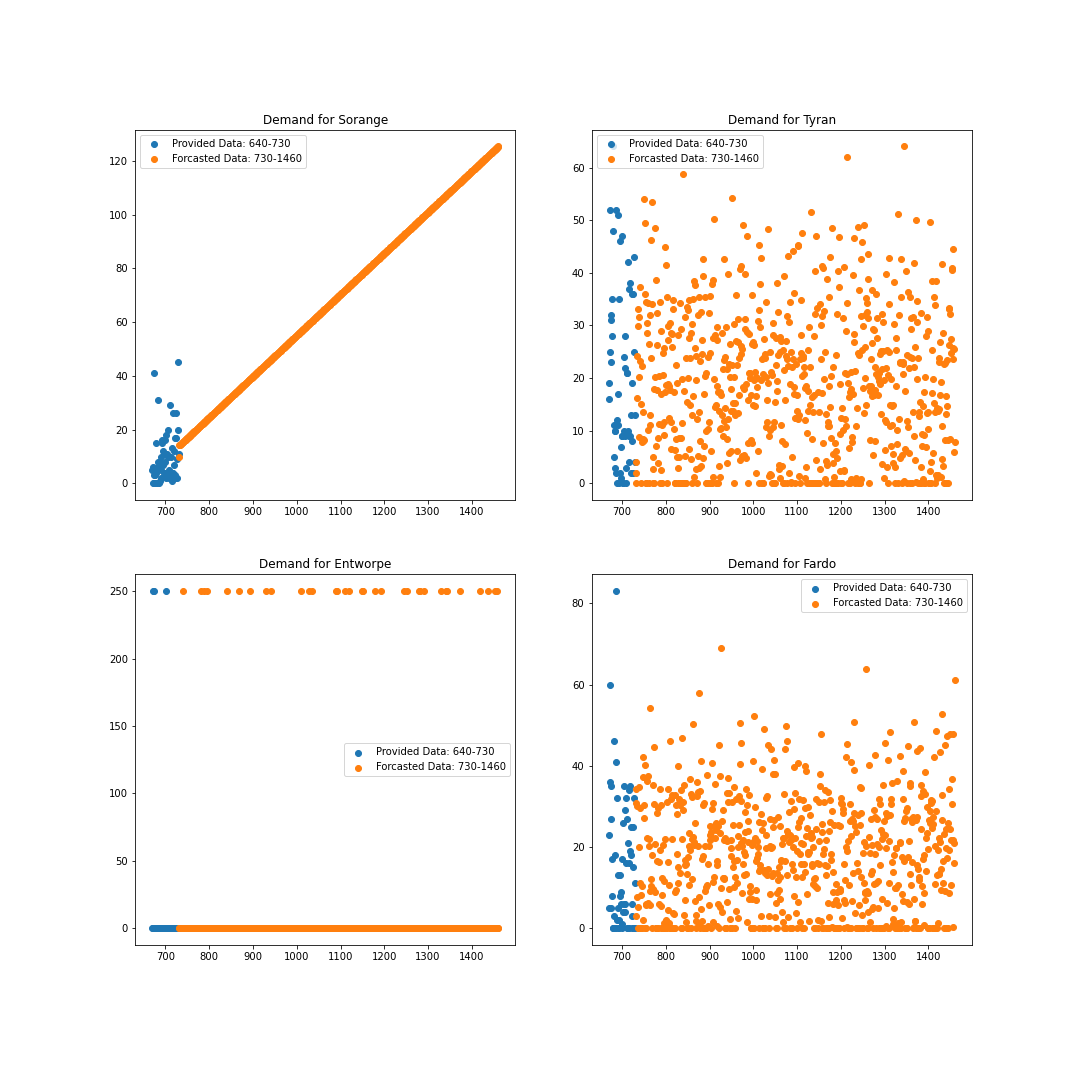 Demand for Sorange
Provided Data: 640-730
Forcasted Data: 730-1460
120
100
80
60
40
20
0
700 800 900 1000 1100 1200 1300 1400
Demand for Tyran
Provided Data: 640-730
Forcasted Data: 730-1460
60
50
40
30
20
10
0
700 800 900 1000 1100 1200 1300 1400
Demand for Entworpe
250
200
150
Provided Data: 640-730
Forcasted Data: 730-1460
100
50
0
700 800 900 1000 1100 1200 1300 1400
Demand for Fardo
Provided Data: 640-730
Forcasted Data: 730-1460
80
60
40
20
0
700 800 900 1000 1100 1200 1300 1400